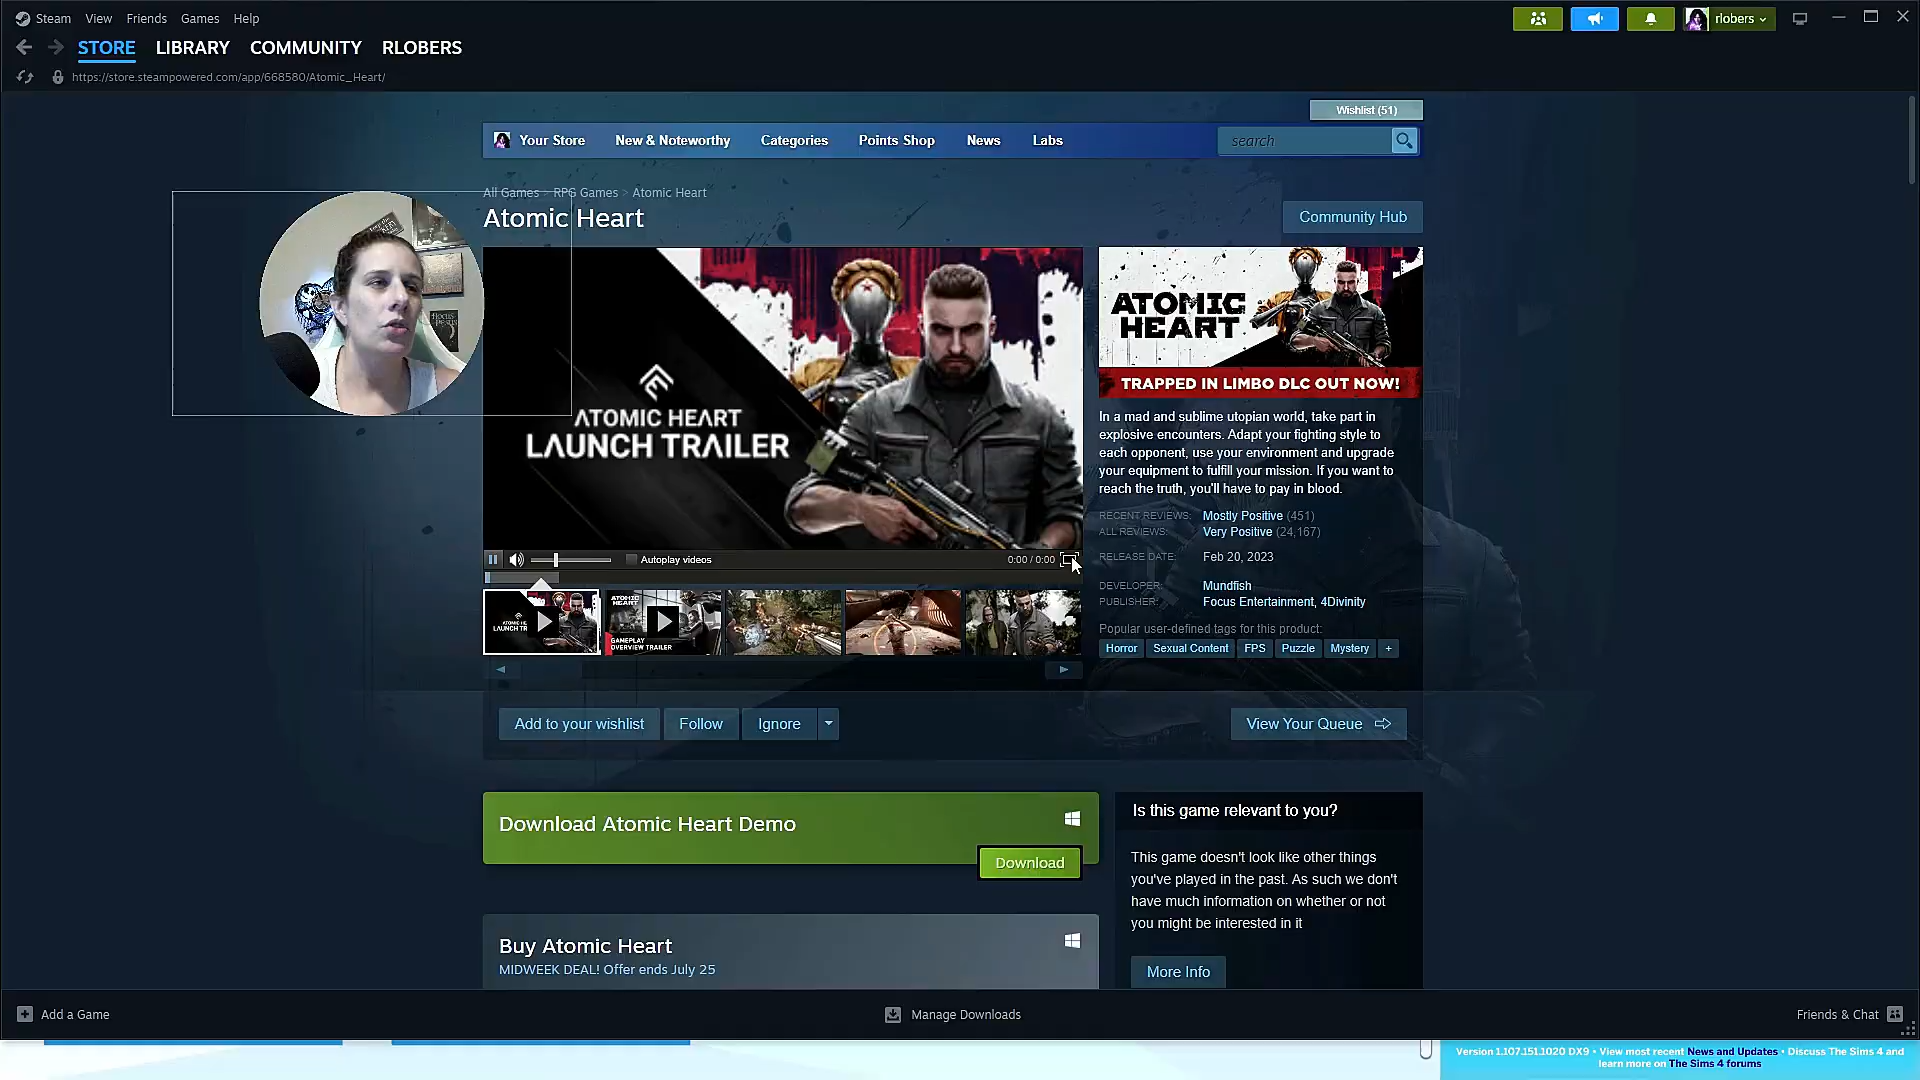 Steam View Friends Games Help
rlobers
STORE LIBRARY COMMUNITY RLOBERS
https://store.steampowered.com/app/668580/Atomic_Heart/
Wishlist (51)
Your Store New & Noteworthy Categories Points Shop News Labs
search
All Games > RPG Games > Atomic Heart
Atomic Heart
Community Hub
ATOMIC HEART
LAUNCH TRAILER
0:00 / 0:00
Autoplay videos
LAUNCH TR
ATOMIC
HEART
GAMEPLAY
OVERVIEW TRAILER
ATOMIC
HEART
TRAPPED IN LIMBO DLC OUT NOW!
In a mad and sublime utopian world, take part in
explosive encounters. Adapt your fighting style to
each opponent, use your environment and upgrade
your equipment to fulfill your mission. If you want to
reach the truth, you'll have to pay in blood.
RECENT REVIEWS: Mostly Positive (451)
ALL REVIEWS: Very Positive (24,167)
RELEASE DATE: Feb 20, 2023
DEVELOPER: Mundfish
PUBLISHER: Focus Entertainment, 4Divinity
Popular user-defined tags for this product:
Horror Sexual Content FPS Puzzle Mystery +
Add to your wishlist Follow Ignore
View Your Queue
Download Atomic Heart Demo
Download
Buy Atomic Heart
MIDWEEK DEAL! Offer ends July 25
Is this game relevant to you?
This game doesn't look like other things
you've played in the past. As such we don't
have much information on whether or not
you might be interested in it
More Info
Add a Game
Manage Downloads
Friends & Chat
Version 1.107.151.1020 DX9 • View most recent News and Updates • Discuss The Sims 4 and
learn more on The Sims 4 forums